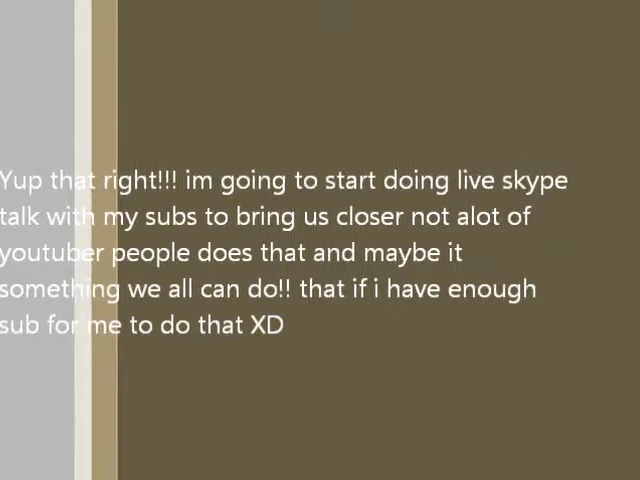 Yup that right!!! im going to start doing live skype
talk with my subs to bring us closer not alot of
youtuber people does that and maybe it
something we all can do!! that if i have enough
sub for me to do that XD